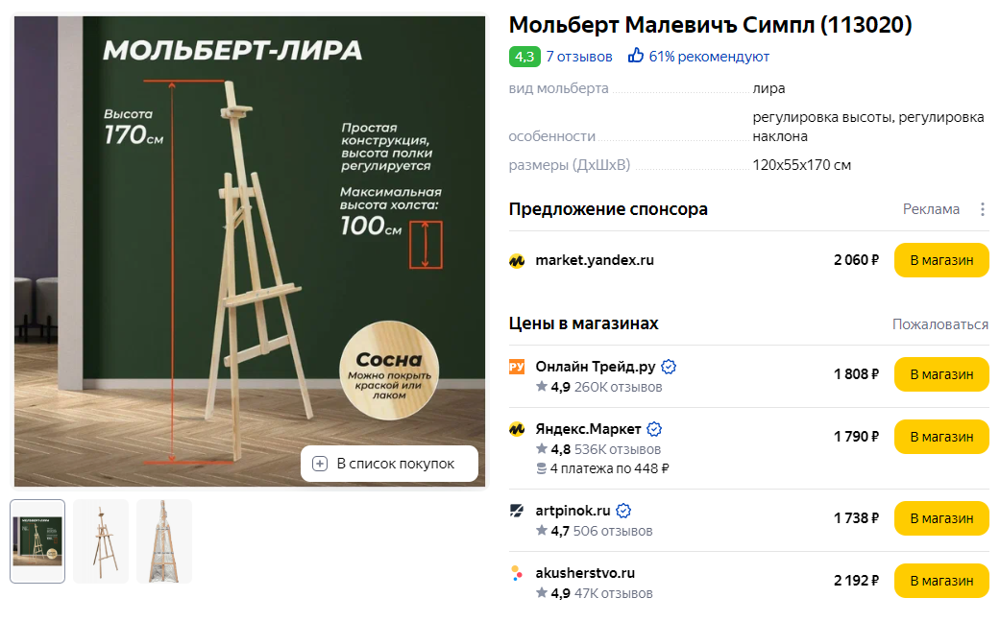 МОЛЬБЕРТ-ЛИРА
Высота
170см
Простая
конструкция,
высота полки
регулируется
Максимальная
высота холста:
100см
Сосна
Можно покрыть
краской или
лаком
В список покупок
Мольберт Малевичъ Симпл (113020)
4,3 7 отзывов 61% рекомендуют
вид мольберта лира
особенности регулировка высоты, регулировка
наклона
размеры (ДхШхВ) 120x55x170 см
Предложение спонсора Реклама
market.yandex.ru 2 060 ₽ В магазин
Цены в магазинах Пожаловаться
РУ Онлайн Трейд.ру 1 808 ₽ В магазин
4,9 260K отзывов
Яндекс.Маркет 1 790 ₽ В магазин
4,8 536K отзывов
4 платежа по 448 ₽
artpinok.ru 1 738 ₽ В магазин
4,7 506 отзывов
akusherstvo.ru 2 192 ₽ В магазин
4,9 47K отзывов